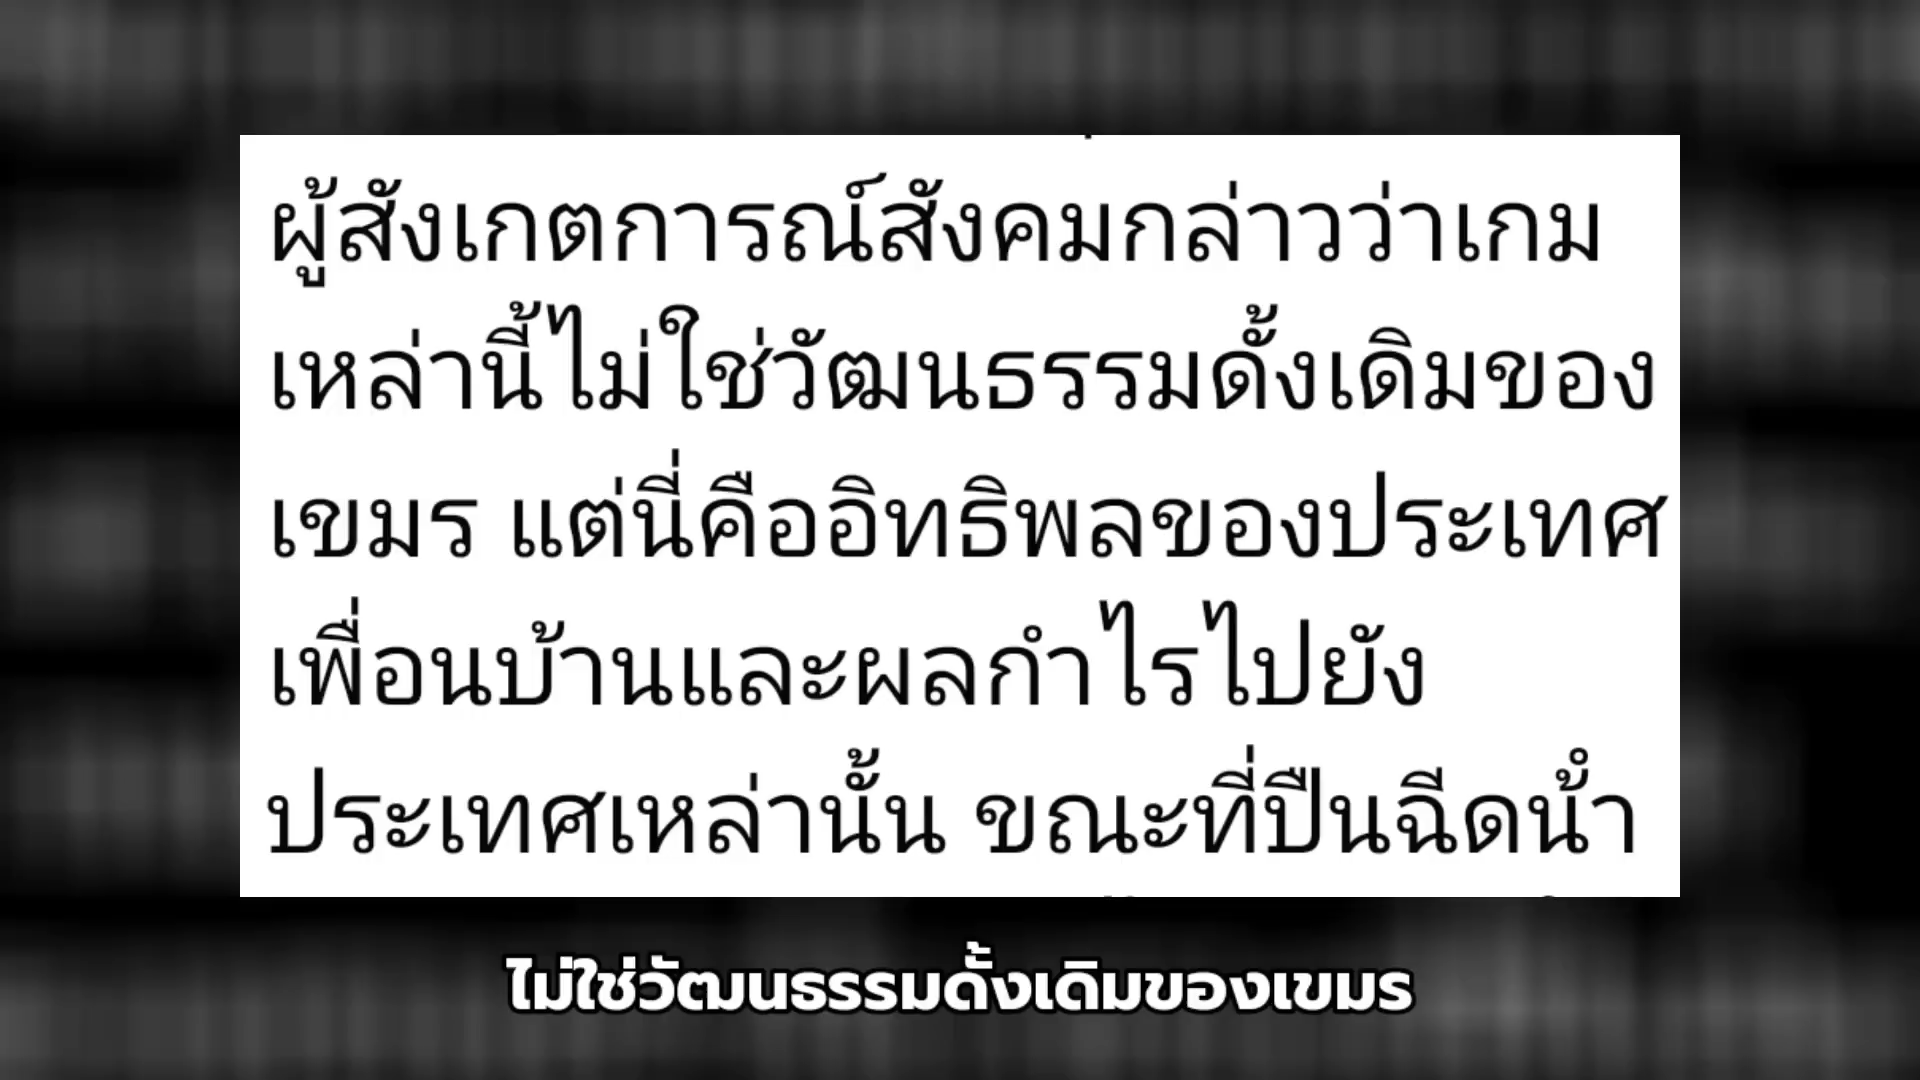 ผู้สังเกตการณ์สังคมกล่าวว่าเกม
เหล่านี้ไม่ใช่วัฒนธรรมดั้งเดิมของ
เขมร แต่นี่คืออิทธิพลของประเทศ
เพื่อนบ้านและผลกำไรไปยัง
ประเทศเหล่านั้น ขณะที่ปืนฉีดน้ำ
ไม่ใช่วัฒนธรรมดั้งเดิมของเขมร